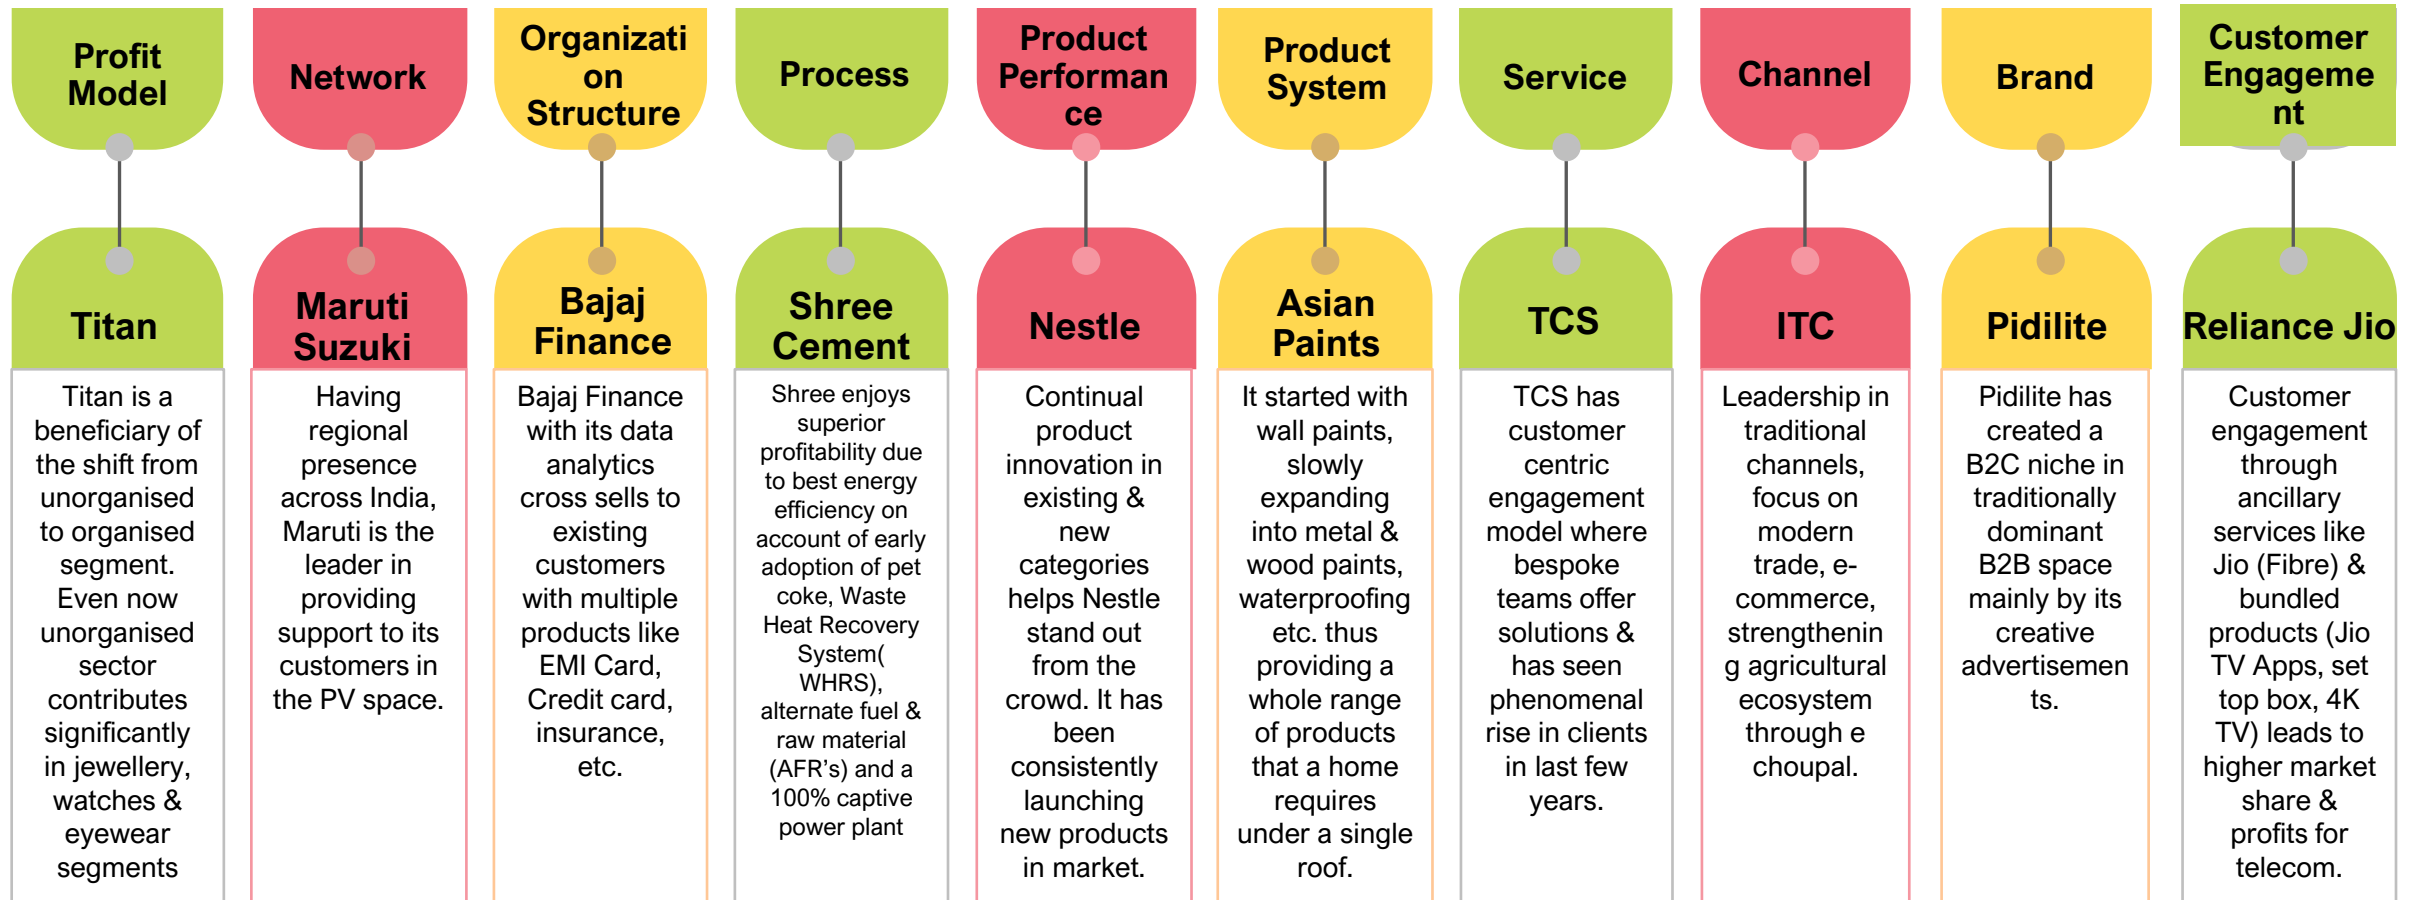 Profit
Model
Network
Organizati
on
Structure
Process
Product
Performan
ce
Product
System
Service
Channel
Brand
Customer
Engageme
nt
Titan
Maruti
Suzuki
Bajaj
Finance
Shree
Cement
Nestle
Asian
Paints
TCS
ITC
Pidilite
Reliance Jio
Titan is a
beneficiary of
the shift from
unorganised
to organised
segment.
Even now
unorganised
sector
contributes
significantly
in jewellery,
watches &
eyewear
segments
Having
regional
presence
across India,
Maruti is the
leader in
providing
support to its
customers in
the PV space.
Bajaj Finance
with its data
analytics
cross sells to
existing
customers
with multiple
products like
EMI Card,
Credit card,
insurance,
etc.
Shree enjoys
superior
profitability due
to best energy
efficiency on
account of early
adoption of pet
coke, Waste
Heat Recovery
System(
WHRS),
alternate fuel &
raw material
(AFR's) and a
100% captive
power plant
Continual
product
innovation in
existing &
new
categories
helps Nestle
stand out
from the
crowd. It has
been
consistently
launching
new products
in market.
It started with
wall paints,
slowly
expanding
into metal &
wood paints,
waterproofing
etc. thus
providing a
whole range
of products
that a home
requires
under a single
roof.
TCS has
customer
centric
engagement
model where
bespoke
teams offer
solutions &
has seen
phenomenal
rise in clients
in last few
years.
Leadership in
traditional
channels,
focus on
modern
trade, e-
commerce,
strengthenin
g agricultural
ecosystem
through e
choupal.
Pidilite has
created a
B2C niche in
traditionally
dominant
B2B space
mainly by its
creative
advertisemen
ts.
Customer
engagement
through
ancillary
services like
Jio (Fibre) &
bundled
products (Jio
TV Apps, set
top box, 4K
TV) leads to
higher market
share &
profits for
telecom.